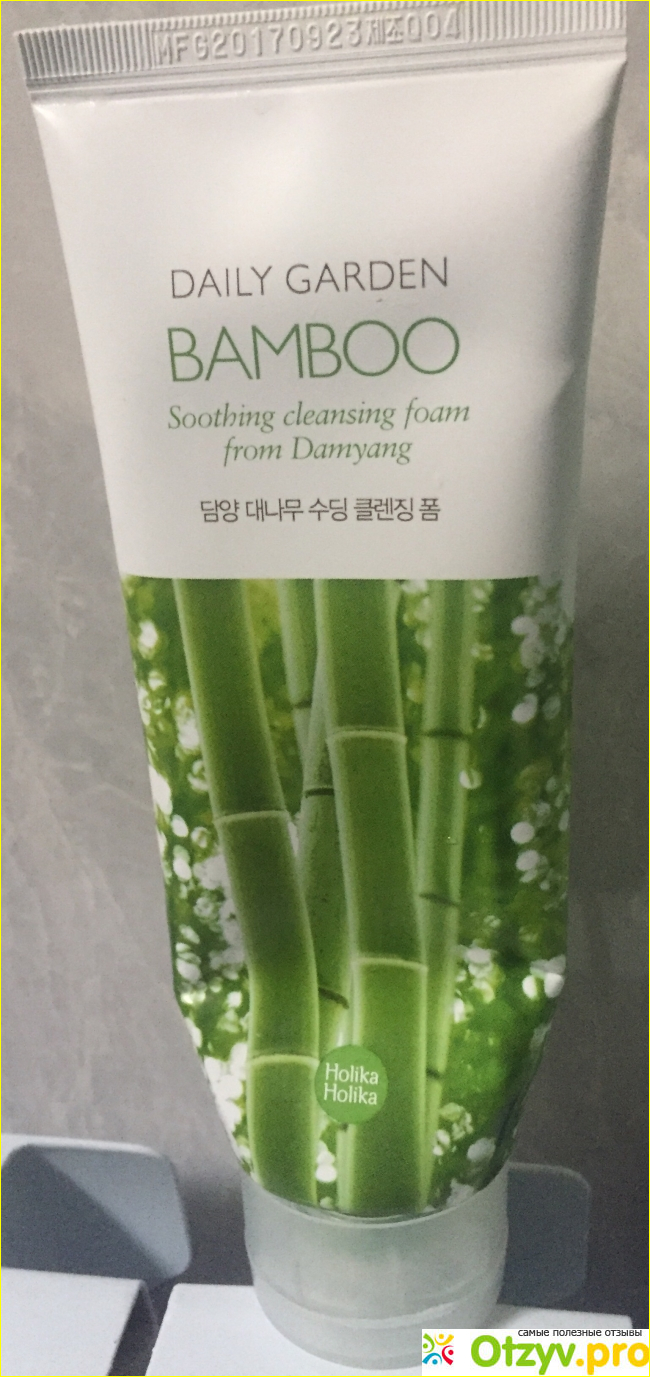 MFG20170923제조Q04
DAILY GARDEN
BAMBOO
Soothing cleansing foam
from Damyang
담양 대나무 수딩 클렌징 폼
Holika
Holika
самые полезные отзывы
Otzyv.pro